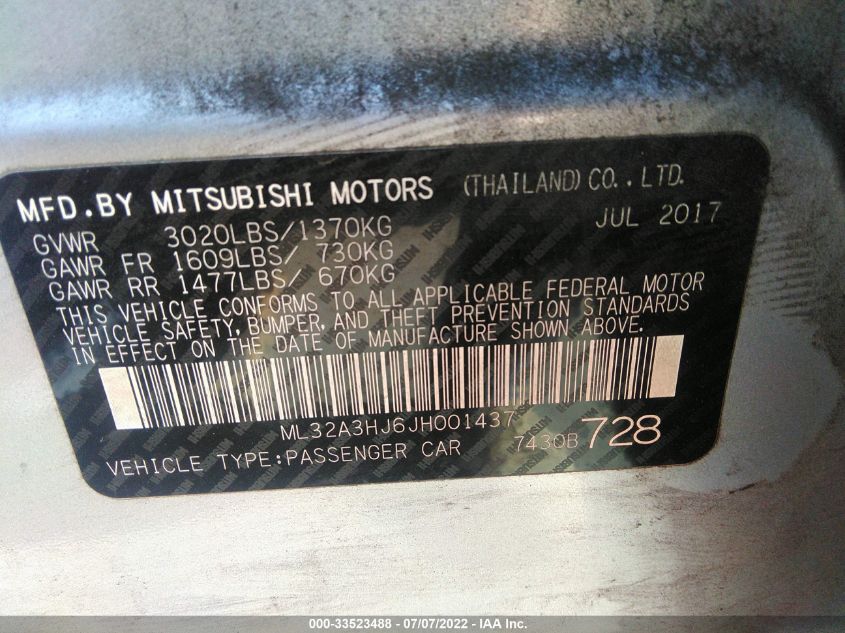 MFD.BY MITSUBISHI MOTORS (THAILAND) CO.,LTD.
JUL 2017
GVWR 3020LBS/1370KG
GAWR FR 1609LBS/ 730KG
GAWR RR 1477LBS/ 670KG
THIS VEHICLE CONFORMS TO ALL APPLICABLE FEDERAL MOTOR
VEHICLE SAFETY, BUMPER, AND THEFT PREVENTION STANDARDS
IN EFFECT ON THE DATE OF MANUFACTURE SHOWN ABOVE.
ML32A3HJ6JH001437
VEHICLE TYPE:PASSENGER CAR 7430B 728
000-33523488 - 07/07/2022 - IAA Inc.